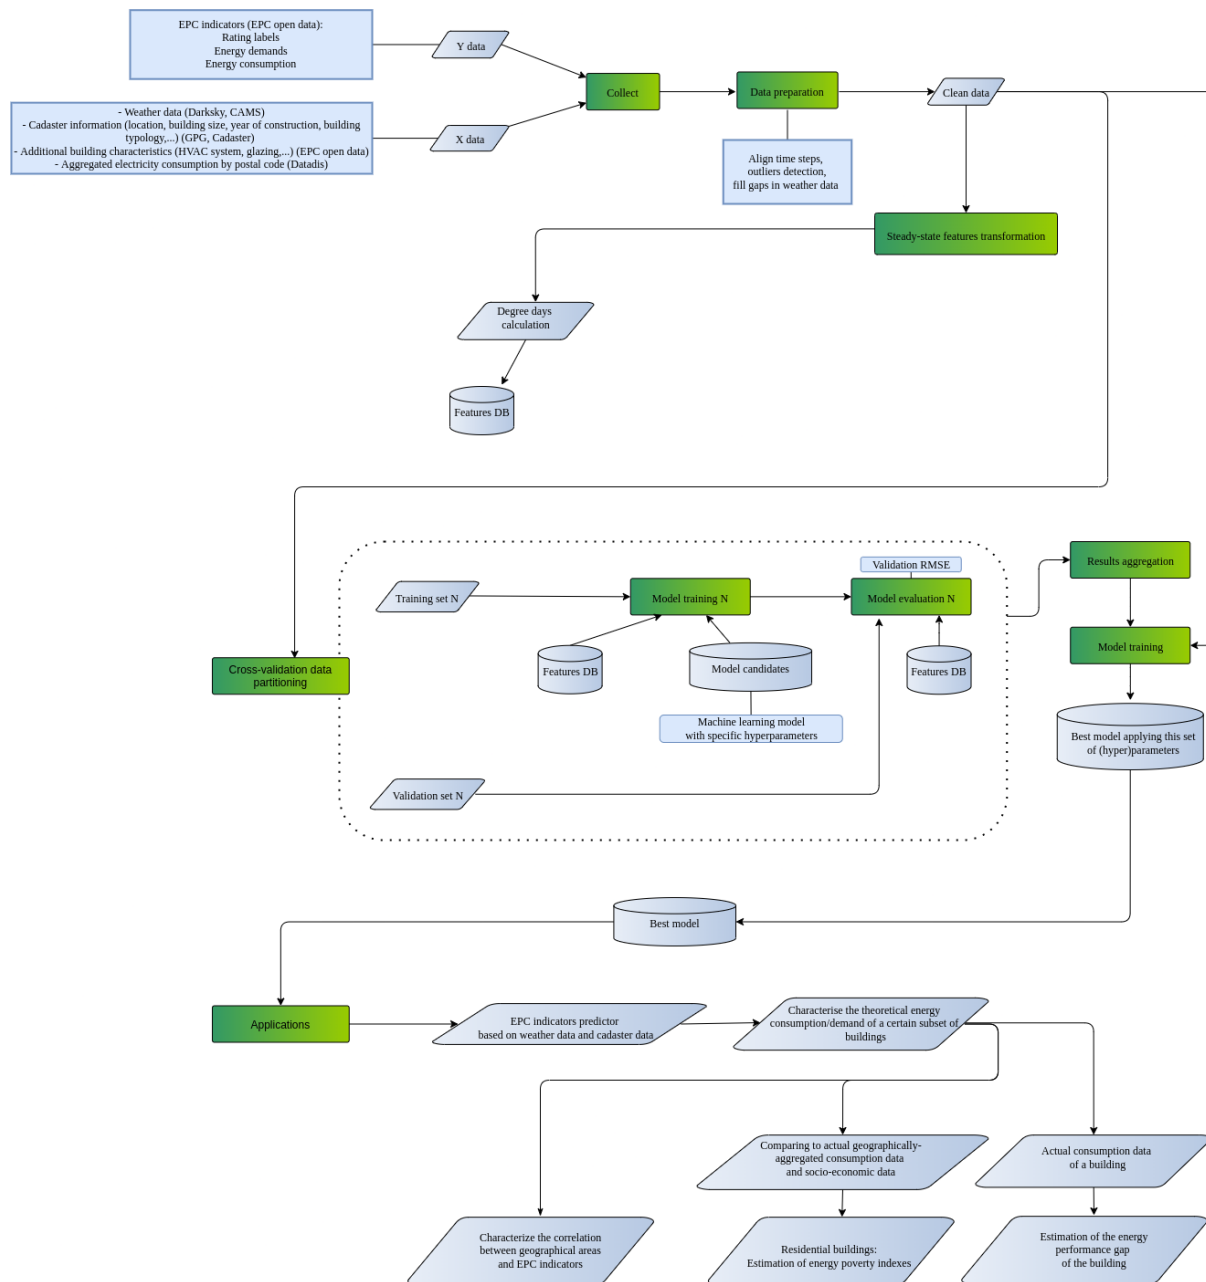 EPC indicators (EPC open data):
Rating labels
Energy demands
Energy consumption
Y data
- Weather data (Darksky, CAMS)
- Cadaster information (location, building size, year of construction, building
typology,...) (GPG, Cadaster)
- Additional building characteristics (HVAC system, glazing,...) (EPC open data)
- Aggregated electricity consumption by postal code (Datadis)
X data
Collect
Data preparation
Clean data
Align time steps,
outliers detection,
fill gaps in weather data
Steady-state features transformation
Degree days
calculation
Features DB
Cross-validation data
partitioning
Training set N
Model training N
Validation RMSE
Model evaluation N
Features DB
Model candidates
Features DB
Machine learning model
with specific hyperparameters
Validation set N
Results aggregation
Model training
Best model applying this set
of (hyper)parameters
Best model
Applications
EPC indicators predictor
based on weather data and cadaster data
Characterise the theoretical energy
consumption/demand of a certain subset of
buildings
Comparing to actual geographically-
aggregated consumption data
and socio-economic data
Actual consumption data
of a building
Characterize the correlation
between geographical areas
and EPC indicators
Residential buildings:
Estimation of energy poverty indexes
Estimation of the energy
performance gap
of the building